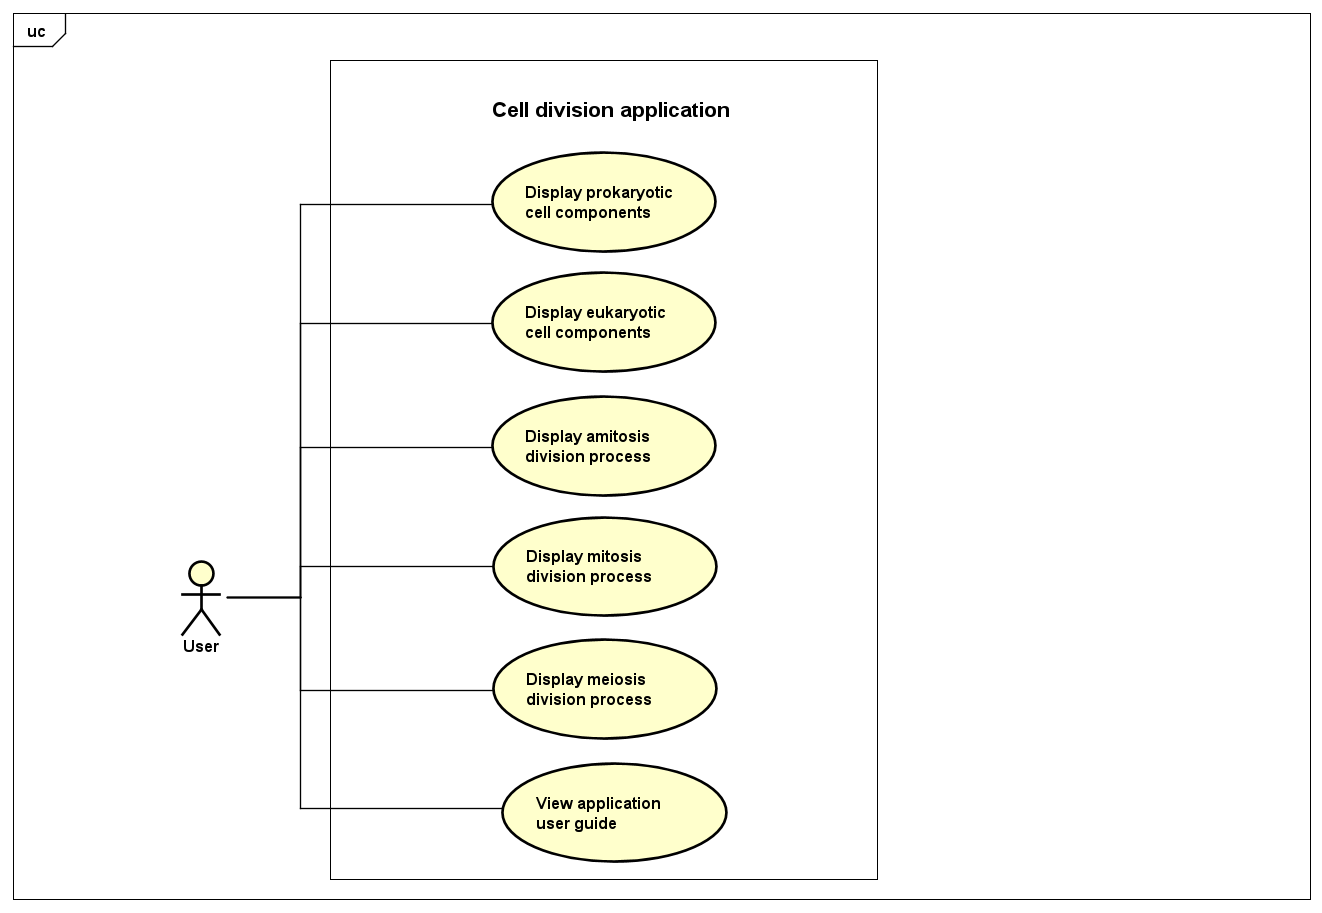 uc
Cell division application
Display prokaryotic
cell components
Display eukaryotic
cell components
Display amitosis
division process
Display mitosis
division process
User
Display meiosis
division process
View application
user guide